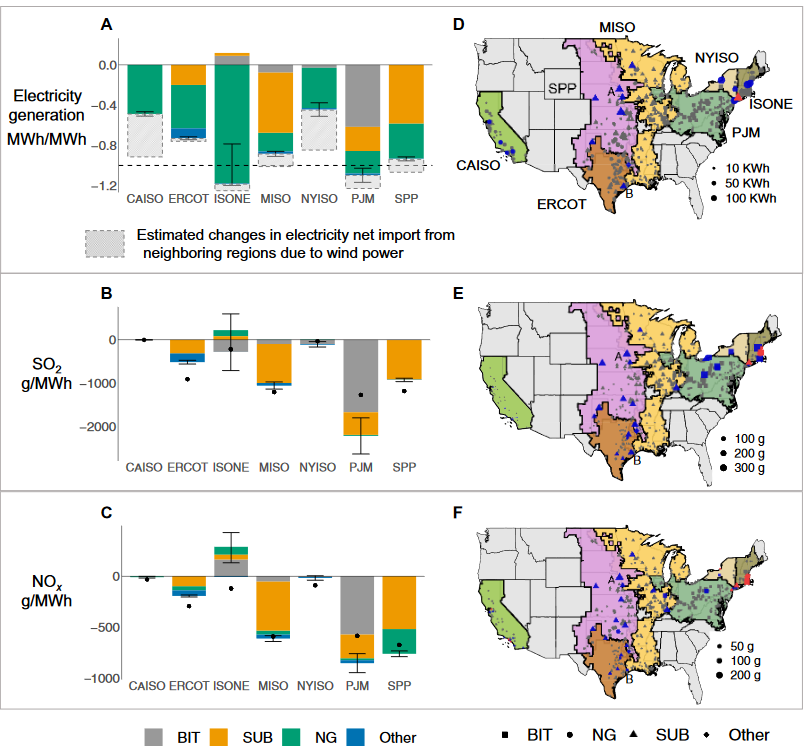 A
0.0
−0.4
−0.8
−1.2
Electricity
generation
MWh/MWh
CAISO ERCOT ISONE MISO NYISO PJM SPP
Estimated changes in electricity net import from
neighboring regions due to wind power
D
MISO
NYISO
SPP
A
ISONE
PJM
CAISO
ERCOT
B
10 KWh
50 KWh
100 KWh
B
0
−1000
−2000
SO2
g/MWh
CAISO ERCOT ISONE MISO NYISO PJM SPP
E
A
B
100 g
200 g
300 g
C
0
−500
−1000
NOx
g/MWh
CAISO ERCOT ISONE MISO NYISO PJM SPP
F
A
B
50 g
100 g
200 g
BIT SUB NG Other
BIT NG SUB Other